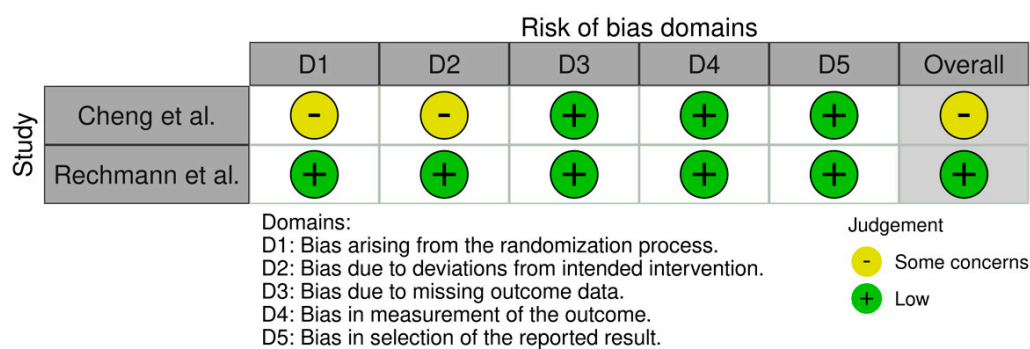 Risk of bias domains
D1 D2 D3 D4 D5 Overall
Study
Cheng et al. - - + + + -
Rechmann et al. + + + + + +
Domains:
D1: Bias arising from the randomization process.
D2: Bias due to deviations from intended intervention.
D3: Bias due to missing outcome data.
D4: Bias in measurement of the outcome.
D5: Bias in selection of the reported result.
Judgement
- Some concerns
+ Low